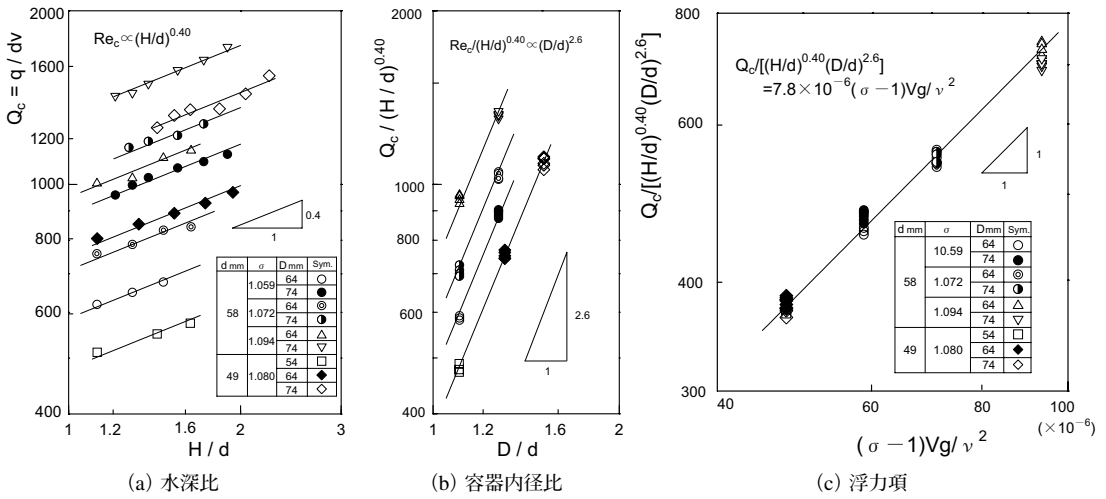 2000
1600
1200
1000
800
600
400
Q_c = q / dv
Re_c∝(H/d)^0.40
0.4
1
d mm σ D mm Sym.
58 1.059 64 ○
74 ●
1.072 64 ◎
74 ◑
1.094 64 △
74 ▽
49 1.080 54 □
64 ◆
74 ◇
1 1.2 1.6 2 3
H / d
(a) 水深比
2000
1000
800
600
400
Q_c / (H / d)^0.40
Re_c/(H/d)^0.40∝(D/d)^2.6
2.6
1
1 1.2 1.6 2
D / d
(b) 容器内径比
800
600
400
300
Q_c/[(H/d)^0.40(D/d)^2.6]
Q_c/[(H/d)^0.40(D/d)^2.6]
=7.8×10^−6(σ−1)Vg/ν^2
1
1
d mm σ D mm Sym.
58 10.59 64 ○
74 ●
1.072 64 ◎
74 ◑
1.094 64 △
74 ▽
49 1.080 54 □
64 ◆
74 ◇
40 60 80 100
(×10^−6)
(σ−1)Vg/ν^2
(c) 浮力項